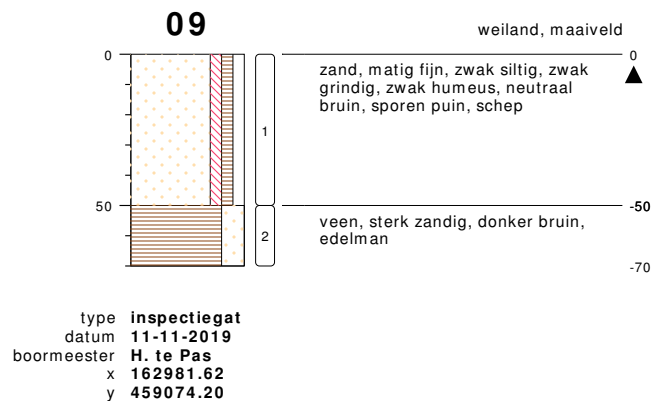 09
weiland, maaiveld
0
0
zand, matig fijn, zwak siltig, zwak
grindig, zwak humeus, neutraal
bruin, sporen puin, schep
1
50
-50
veen, sterk zandig, donker bruin,
edelman
2
-70
type inspectiegat
datum 11-11-2019
boormeester H. te Pas
x 162981.62
y 459074.20